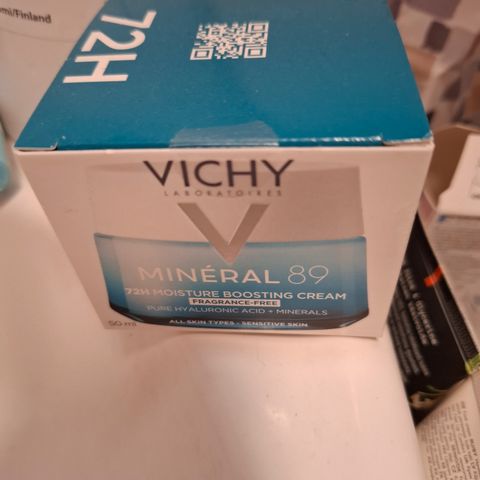 mi/Finland
72H
VICHY
LABORATOIRES
MINÉRAL 89
72H MOISTURE BOOSTING CREAM
FRAGRANCE-FREE
PURE HYALURONIC ACID + MINERALS
50 ml
ALL SKIN TYPES - SENSITIVE SKIN